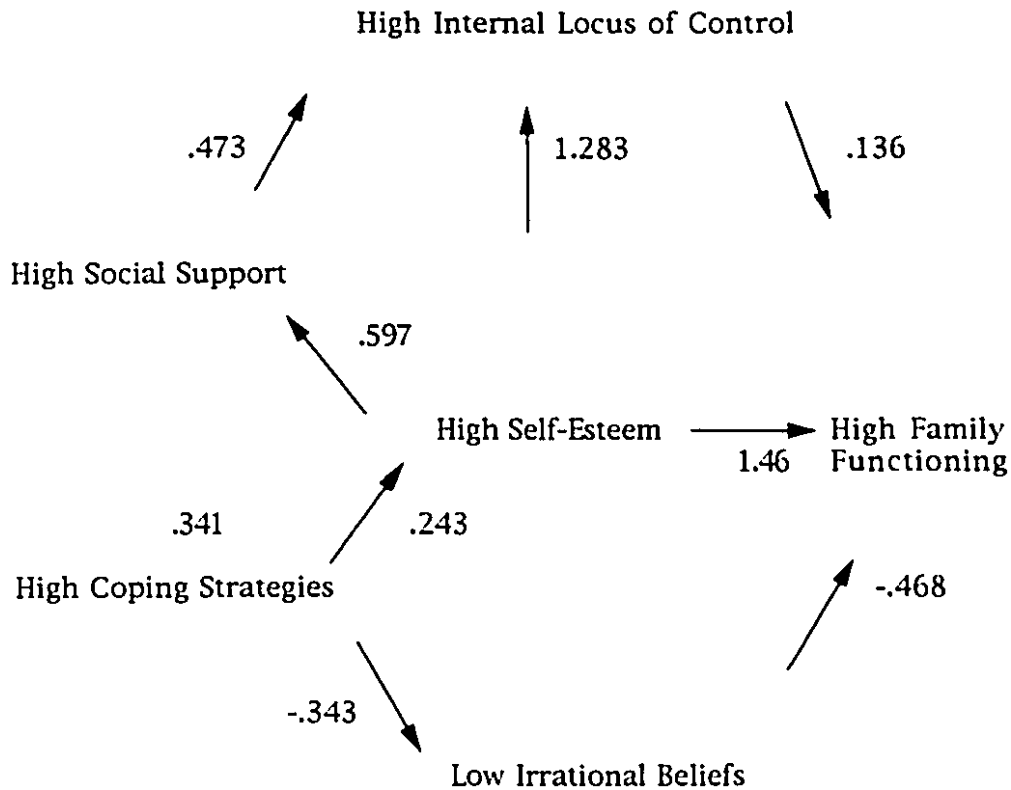 High Internal Locus of Control
.473
1.283
.136
High Social Support
.597
High Self-Esteem
High Family
1.46
Functioning
.341
.243
High Coping Strategies
-.468
-.343
Low Irrational Beliefs